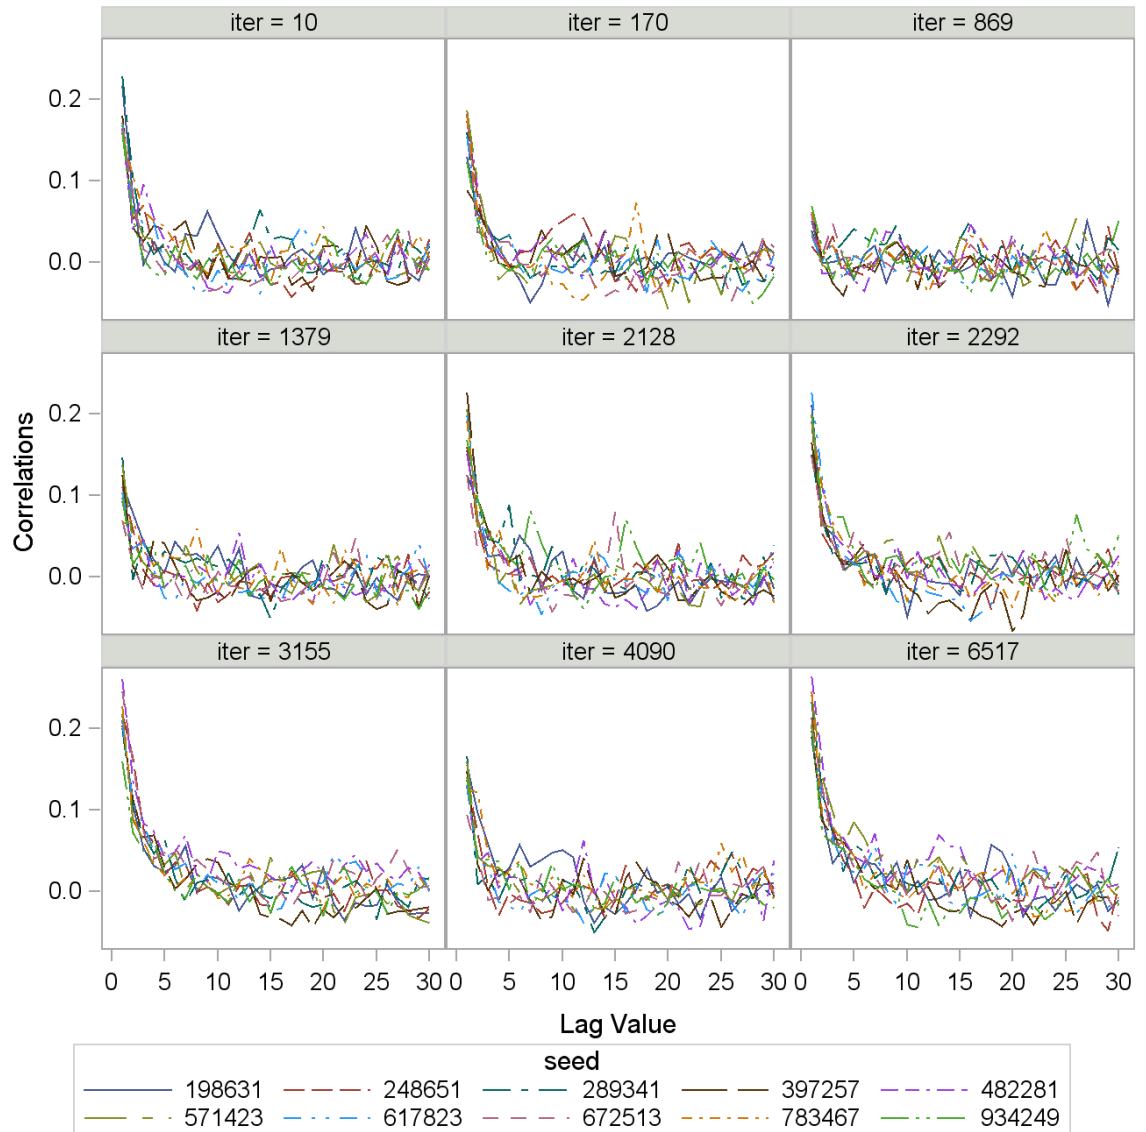 iter = 10 iter = 170 iter = 869
0.2
0.1
0.0
iter = 1379 iter = 2128 iter = 2292
0.2
0.1
0.0
Correlations
iter = 3155 iter = 4090 iter = 6517
0.2
0.1
0.0
0 5 10 15 20 25 30 0 5 10 15 20 25 30 0 5 10 15 20 25 30
Lag Value
seed
198631 248651 289341 397257 482281
571423 617823 672513 783467 934249